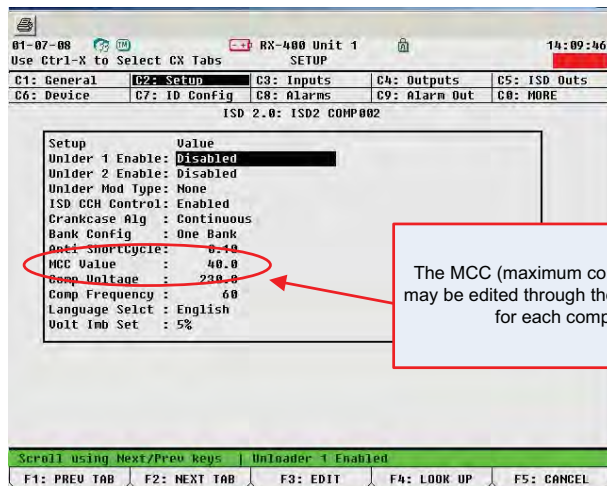 01-07-08 RX-400 Unit 1 14:09:46
Use Ctrl-X to Select CX Tabs SETUP
C1: General C2: Setup C3: Inputs C4: Outputs C5: ISD Outs
C6: Device C7: ID Config C8: Alarms C9: Alarm Out C0: MORE
ISD 2.0: ISD2 COMP002
Setup Value
Unlder 1 Enable: Disabled
Unlder 2 Enable: Disabled
Unlder Mod Type: None
ISD CCH Control: Enabled
Crankcase Alg : Continuous
Bank Config : One Bank
Anti ShortCycle: 0.10
MCC Value : 40.0
Comp Voltage : 230.0
Comp Frequency : 60
Language Selct : English
Volt Imb Set : 5%
The MCC (maximum co
may be edited through the
for each comp
Scroll using Next/Prev keys | Unloader 1 Enabled
F1: PREV TAB F2: NEXT TAB F3: EDIT F4: LOOK UP F5: CANCEL